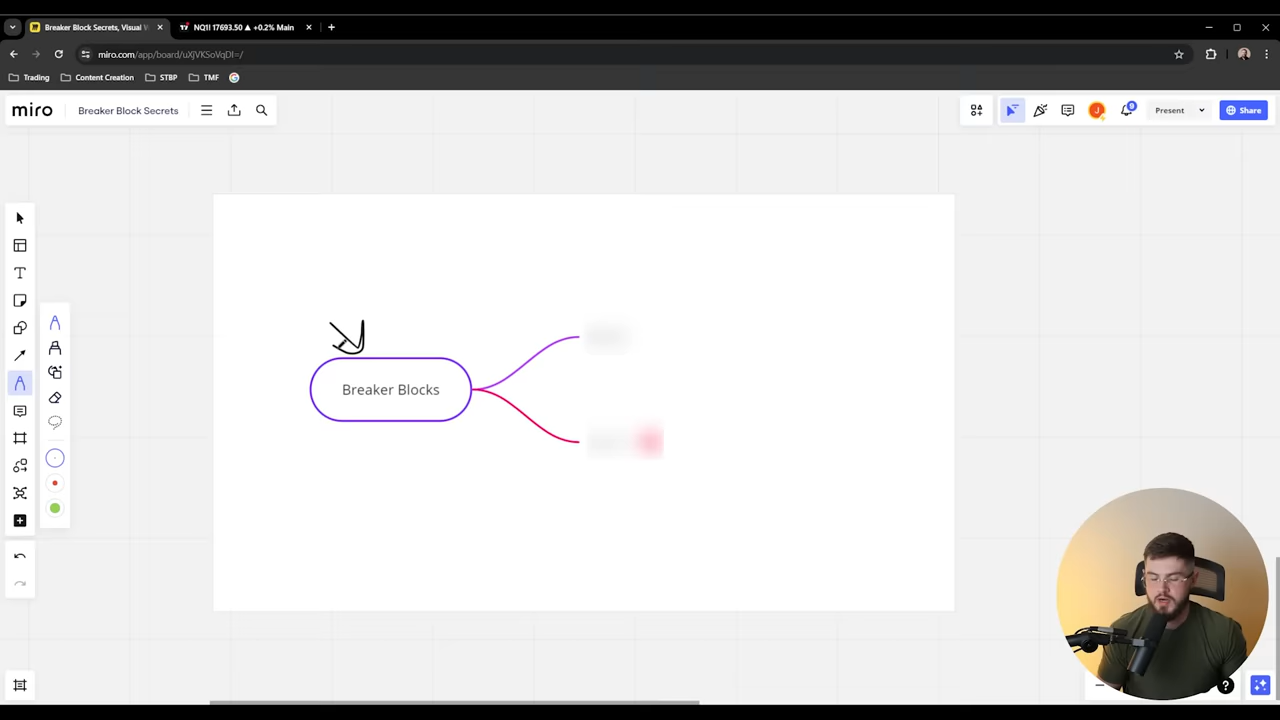 Breaker Block Secrets, Visual V
NQ1! 17693.50 ▲ +0.2% Main
miro.com/app/board/uXjVKSoVqDI=/
Trading
Content Creation
STBP
TMF
miro
Breaker Block Secrets
J
Present
Share
Breaker Blocks